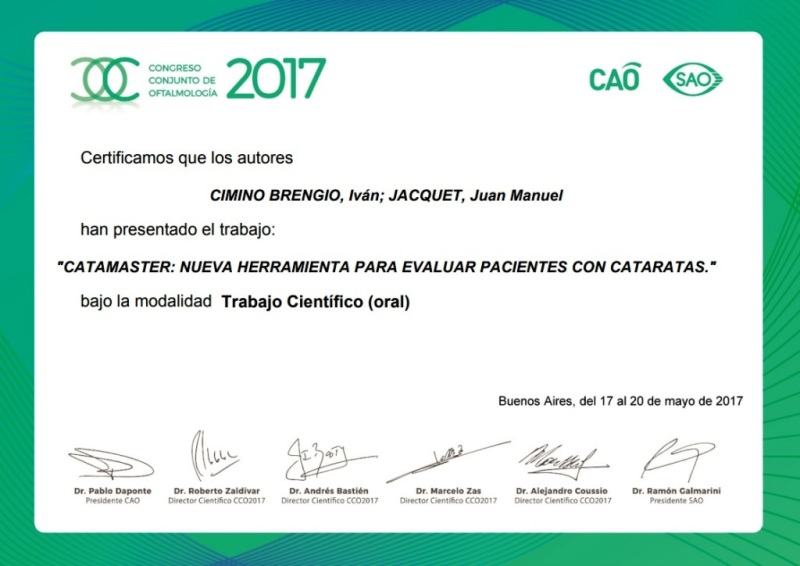 CONGRESO
CONJUNTO DE
OFTALMOLOGÍA
2017
CAO
SAO
Certificamos que los autores
CIMINO BRENGIO, Iván; JACQUET, Juan Manuel
han presentado el trabajo:
"CATAMASTER: NUEVA HERRAMIENTA PARA EVALUAR PACIENTES CON CATARATAS."
bajo la modalidad Trabajo Científico (oral)
Buenos Aires, del 17 al 20 de mayo de 2017
Dr. Pablo Daponte
Presidente CAO
Dr. Roberto Zaldivar
Director Científico CCO2017
Dr. Andrés Bastién
Director Científico CCO2017
Dr. Marcelo Zas
Director Científico CCO2017
Dr. Alejandro Coussio
Director Científico CCO2017
Dr. Ramón Galmarini
Presidente SAO